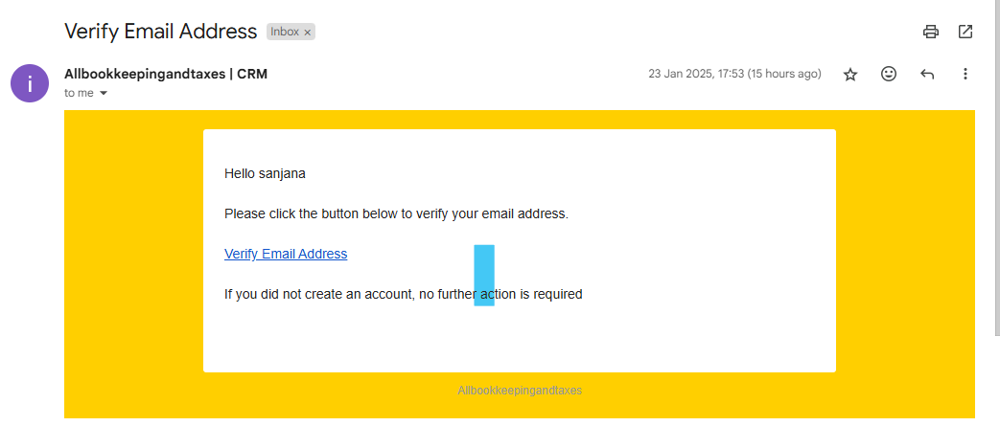 Verify Email Address Inbox ×
Allbookkeepingandtaxes | CRM 23 Jan 2025, 17:53 (15 hours ago)
i
to me
Hello sanjana
Please click the button below to verify your email address.
Verify Email Address
If you did not create an account, no further action is required
Allbookkeepingandtaxes